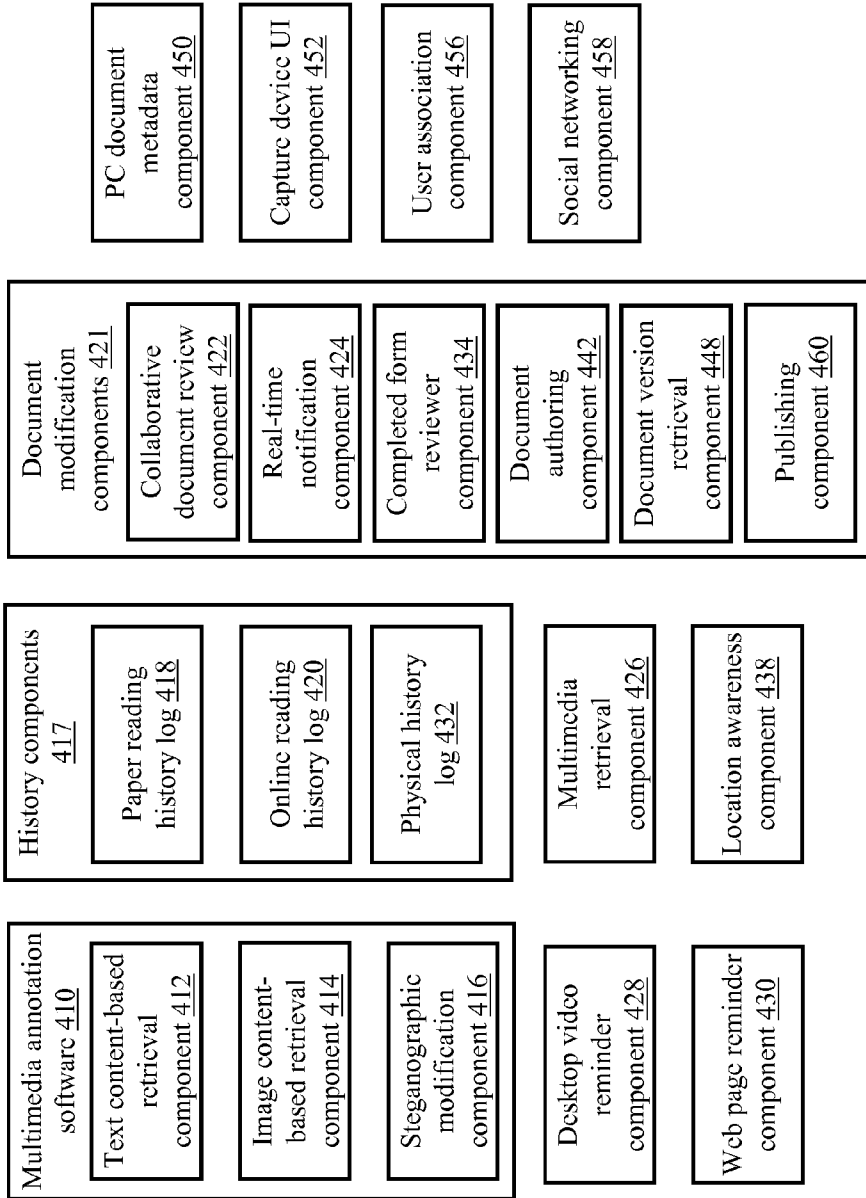 Multimedia annotation
software 410
Text content-based
retrieval
component 412
Image content-
based retrieval
component 414
Steganographic
modification
component 416
Desktop video
reminder
component 428
Web page reminder
component 430
History components
417
Paper reading
history log 418
Online reading
history log 420
Physical history
log 432
Multimedia
retrieval
component 426
Location awareness
component 438
Document
modification
components 421
Collaborative
document review
component 422
Real-time
notification
component 424
Completed form
reviewer
component 434
Document
authoring
component 442
Document version
retrieval
component 448
Publishing
component 460
PC document
metadata
component 450
Capture device UI
component 452
User association
component 456
Social networking
component 458